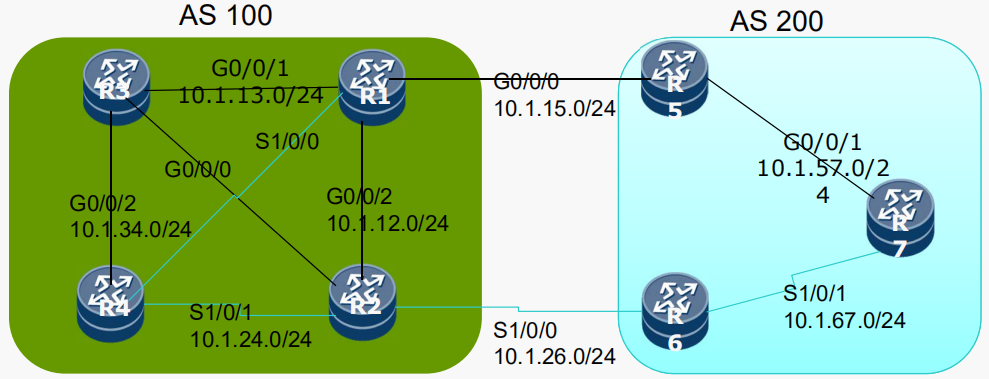 AS 100
AS 200
R3
G0/0/1
10.1.13.0/24
R1
G0/0/0
10.1.15.0/24
R
5
S1/0/0
G0/0/0
G0/0/1
10.1.57.0/2
4
G0/0/2
10.1.34.0/24
G0/0/2
10.1.12.0/24
R
7
R4
S1/0/1
10.1.24.0/24
R2
S1/0/0
10.1.26.0/24
R
6
S1/0/1
10.1.67.0/24